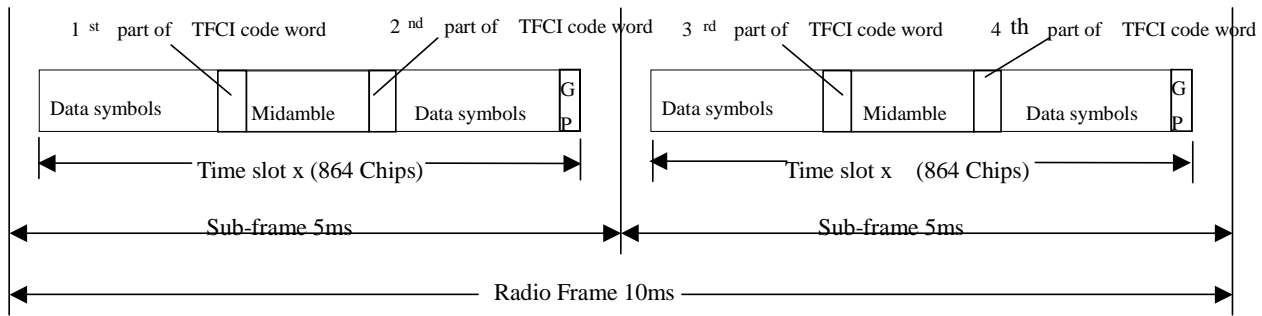 1 st part of TFCI code word 2 nd part of TFCI code word 3 rd part of TFCI code word 4 th part of TFCI code word
Data symbols Midamble Data symbols G P Data symbols Midamble Data symbols G P
Time slot x (864 Chips) Time slot x (864 Chips)
Sub-frame 5ms Sub-frame 5ms
Radio Frame 10ms